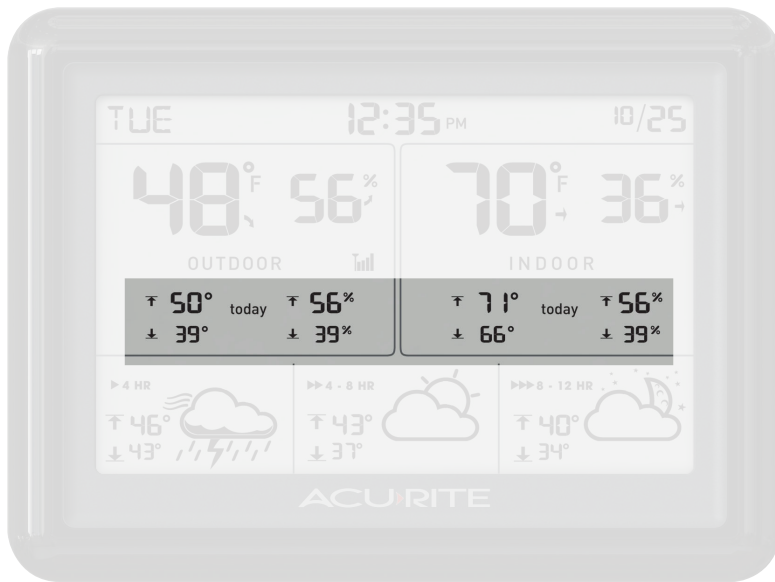 TUE 12:35 PM 10/25
48°F 56% 70°F 36%
OUTDOOR INDOOR
50° today 56% 71° today 56%
39° 39% 66° 39%
4 HR 4 - 8 HR 8 - 12 HR
46° 43° 40°
43° 37° 34°
ACURITE